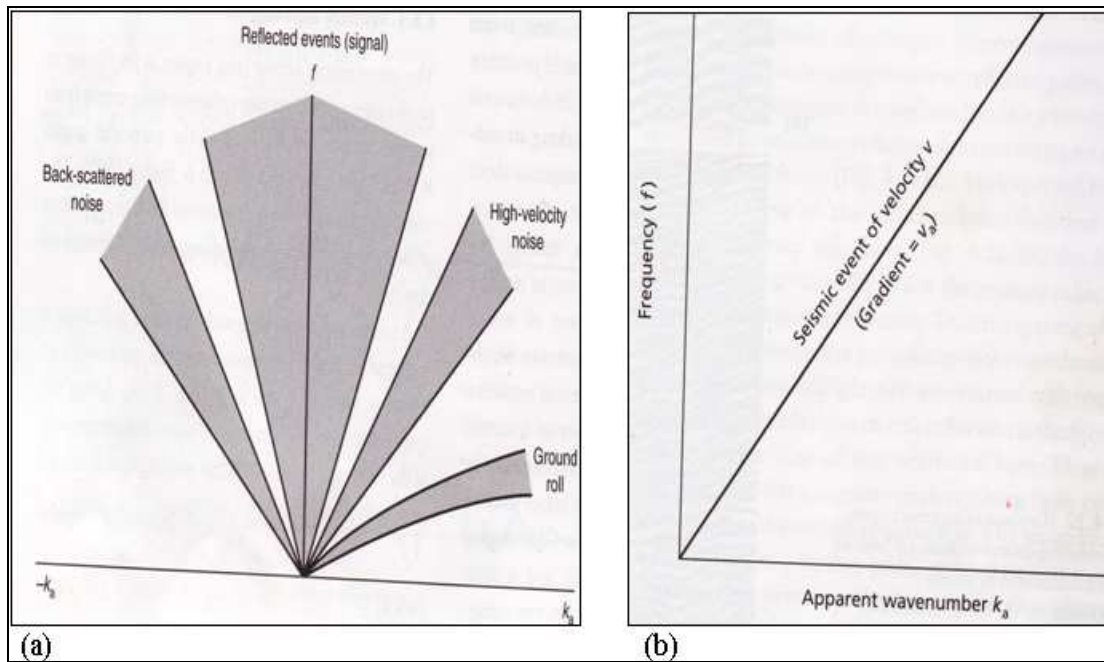 Reflected events (signal)
f
Back-scattered
noise
High-velocity
noise
Ground
roll
–kₐ
kₐ
(a)
Frequency (f)
Seismic event of velocity v
(Gradient = vₐ)
Apparent wavenumber kₐ
(b)